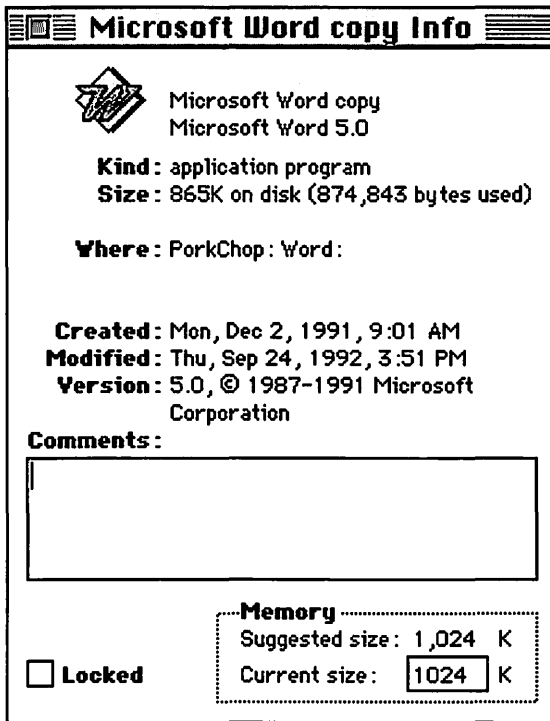 Microsoft Word copy Info
Microsoft Word copy
Microsoft Word 5.0
Kind: application program
Size: 865K on disk (874,843 bytes used)
Where: PorkChop: Word:
Created: Mon, Dec 2, 1991, 9:01 AM
Modified: Thu, Sep 24, 1992, 3:51 PM
Version: 5.0, © 1987-1991 Microsoft
Corporation
Comments:
Memory
Suggested size: 1,024 K
Locked Current size: 1024 K